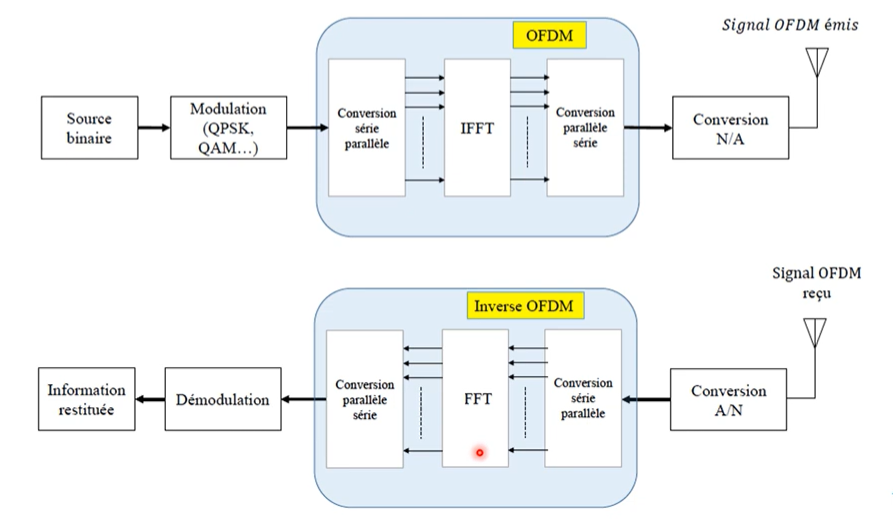 Signal OFDM émis
OFDM
Source
binaire
Modulation
(QPSK,
QAM…)
Conversion
série
parallèle
IFFT
Conversion
parallèle
série
Conversion
N/A
Signal OFDM
reçu
Inverse OFDM
Information
restituée
Démodulation
Conversion
parallèle
série
FFT
Conversion
série
parallèle
Conversion
A/N